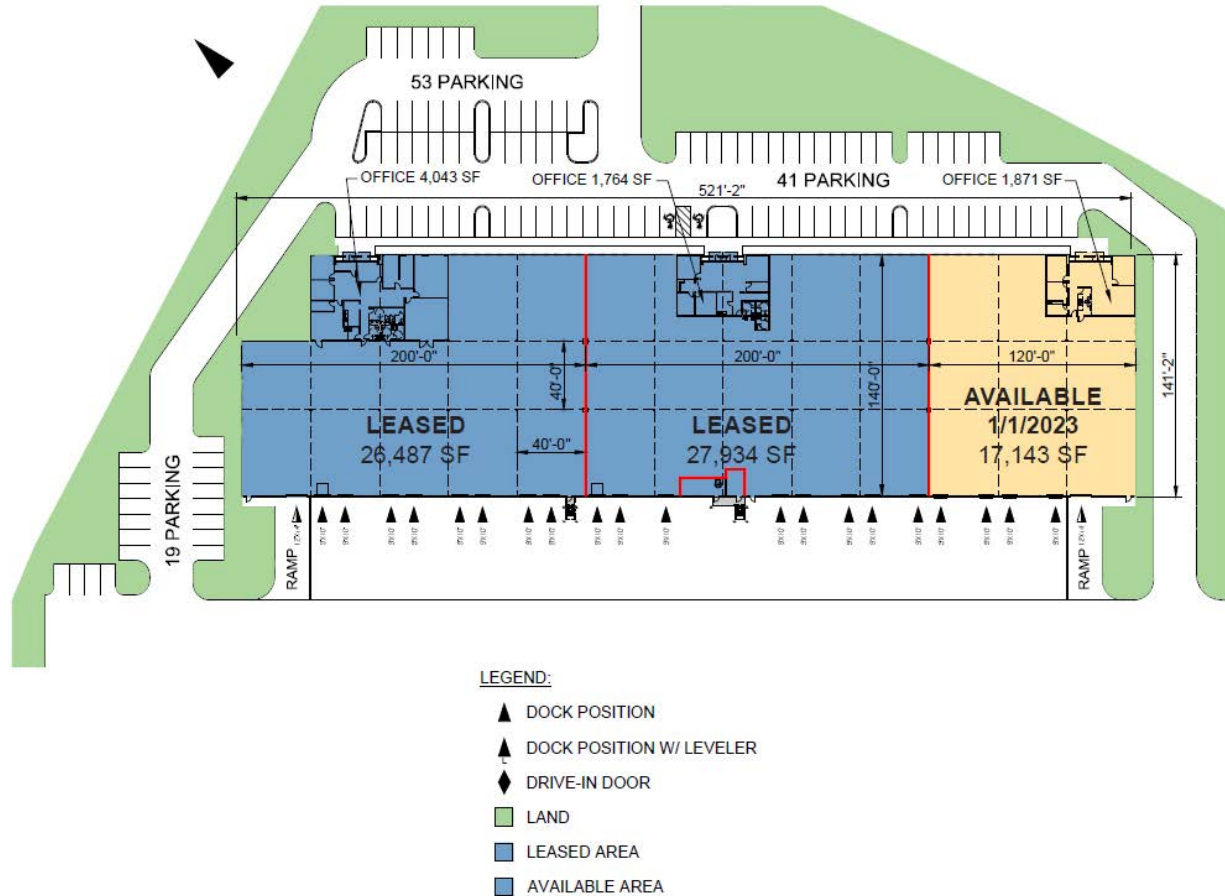 53 PARKING
OFFICE 4,043 SF
OFFICE 1,764 SF
41 PARKING
OFFICE 1,871 SF
521'-2"
200'-0"
200'-0"
120'-0"
40'-0"
140'-0"
141'-2"
LEASED
26,487 SF
40'-0"
LEASED
27,934 SF
AVAILABLE
1/1/2023
17,143 SF
19 PARKING
RAMP
RAMP
LEGEND:
DOCK POSITION
L
DOCK POSITION W/ LEVELER
DRIVE-IN DOOR
LAND
LEASED AREA
AVAILABLE AREA